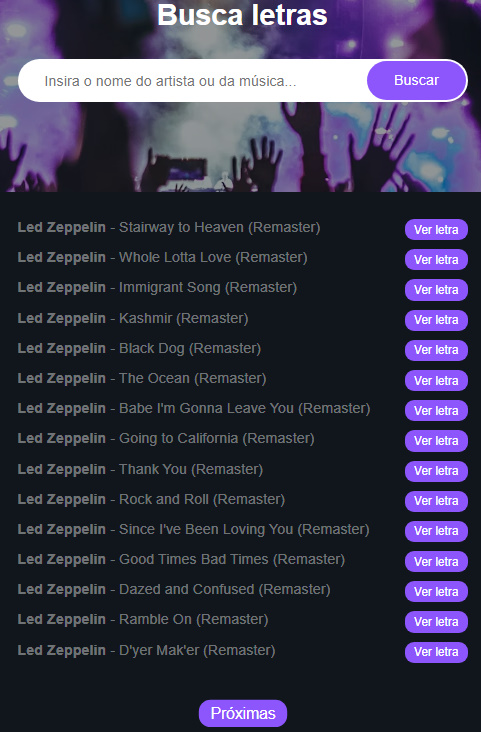 Busca letras
Insira o nome do artista ou da música...
Buscar
Led Zeppelin - Stairway to Heaven (Remaster) Ver letra
Led Zeppelin - Whole Lotta Love (Remaster) Ver letra
Led Zeppelin - Immigrant Song (Remaster) Ver letra
Led Zeppelin - Kashmir (Remaster) Ver letra
Led Zeppelin - Black Dog (Remaster) Ver letra
Led Zeppelin - The Ocean (Remaster) Ver letra
Led Zeppelin - Babe I'm Gonna Leave You (Remaster) Ver letra
Led Zeppelin - Going to California (Remaster) Ver letra
Led Zeppelin - Thank You (Remaster) Ver letra
Led Zeppelin - Rock and Roll (Remaster) Ver letra
Led Zeppelin - Since I've Been Loving You (Remaster) Ver letra
Led Zeppelin - Good Times Bad Times (Remaster) Ver letra
Led Zeppelin - Dazed and Confused (Remaster) Ver letra
Led Zeppelin - Ramble On (Remaster) Ver letra
Led Zeppelin - D'yer Mak'er (Remaster) Ver letra
Próximas